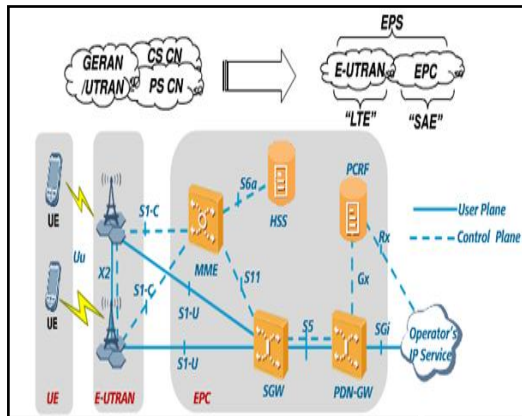 EPS
GERAN
/UTRAN
CS CN
PS CN
E-UTRAN
EPC
"LTE"
"SAE"
S6a
HSS
PCRF
User Plane
Control Plane
UE
S1-C
MME
Rx
Uu
X2
S11
Gx
UE
S1-C
S1-U
S5
SGi
Operator's
IP Service
S1-U
SGW
PDN-GW
UE
E-UTRAN
EPC